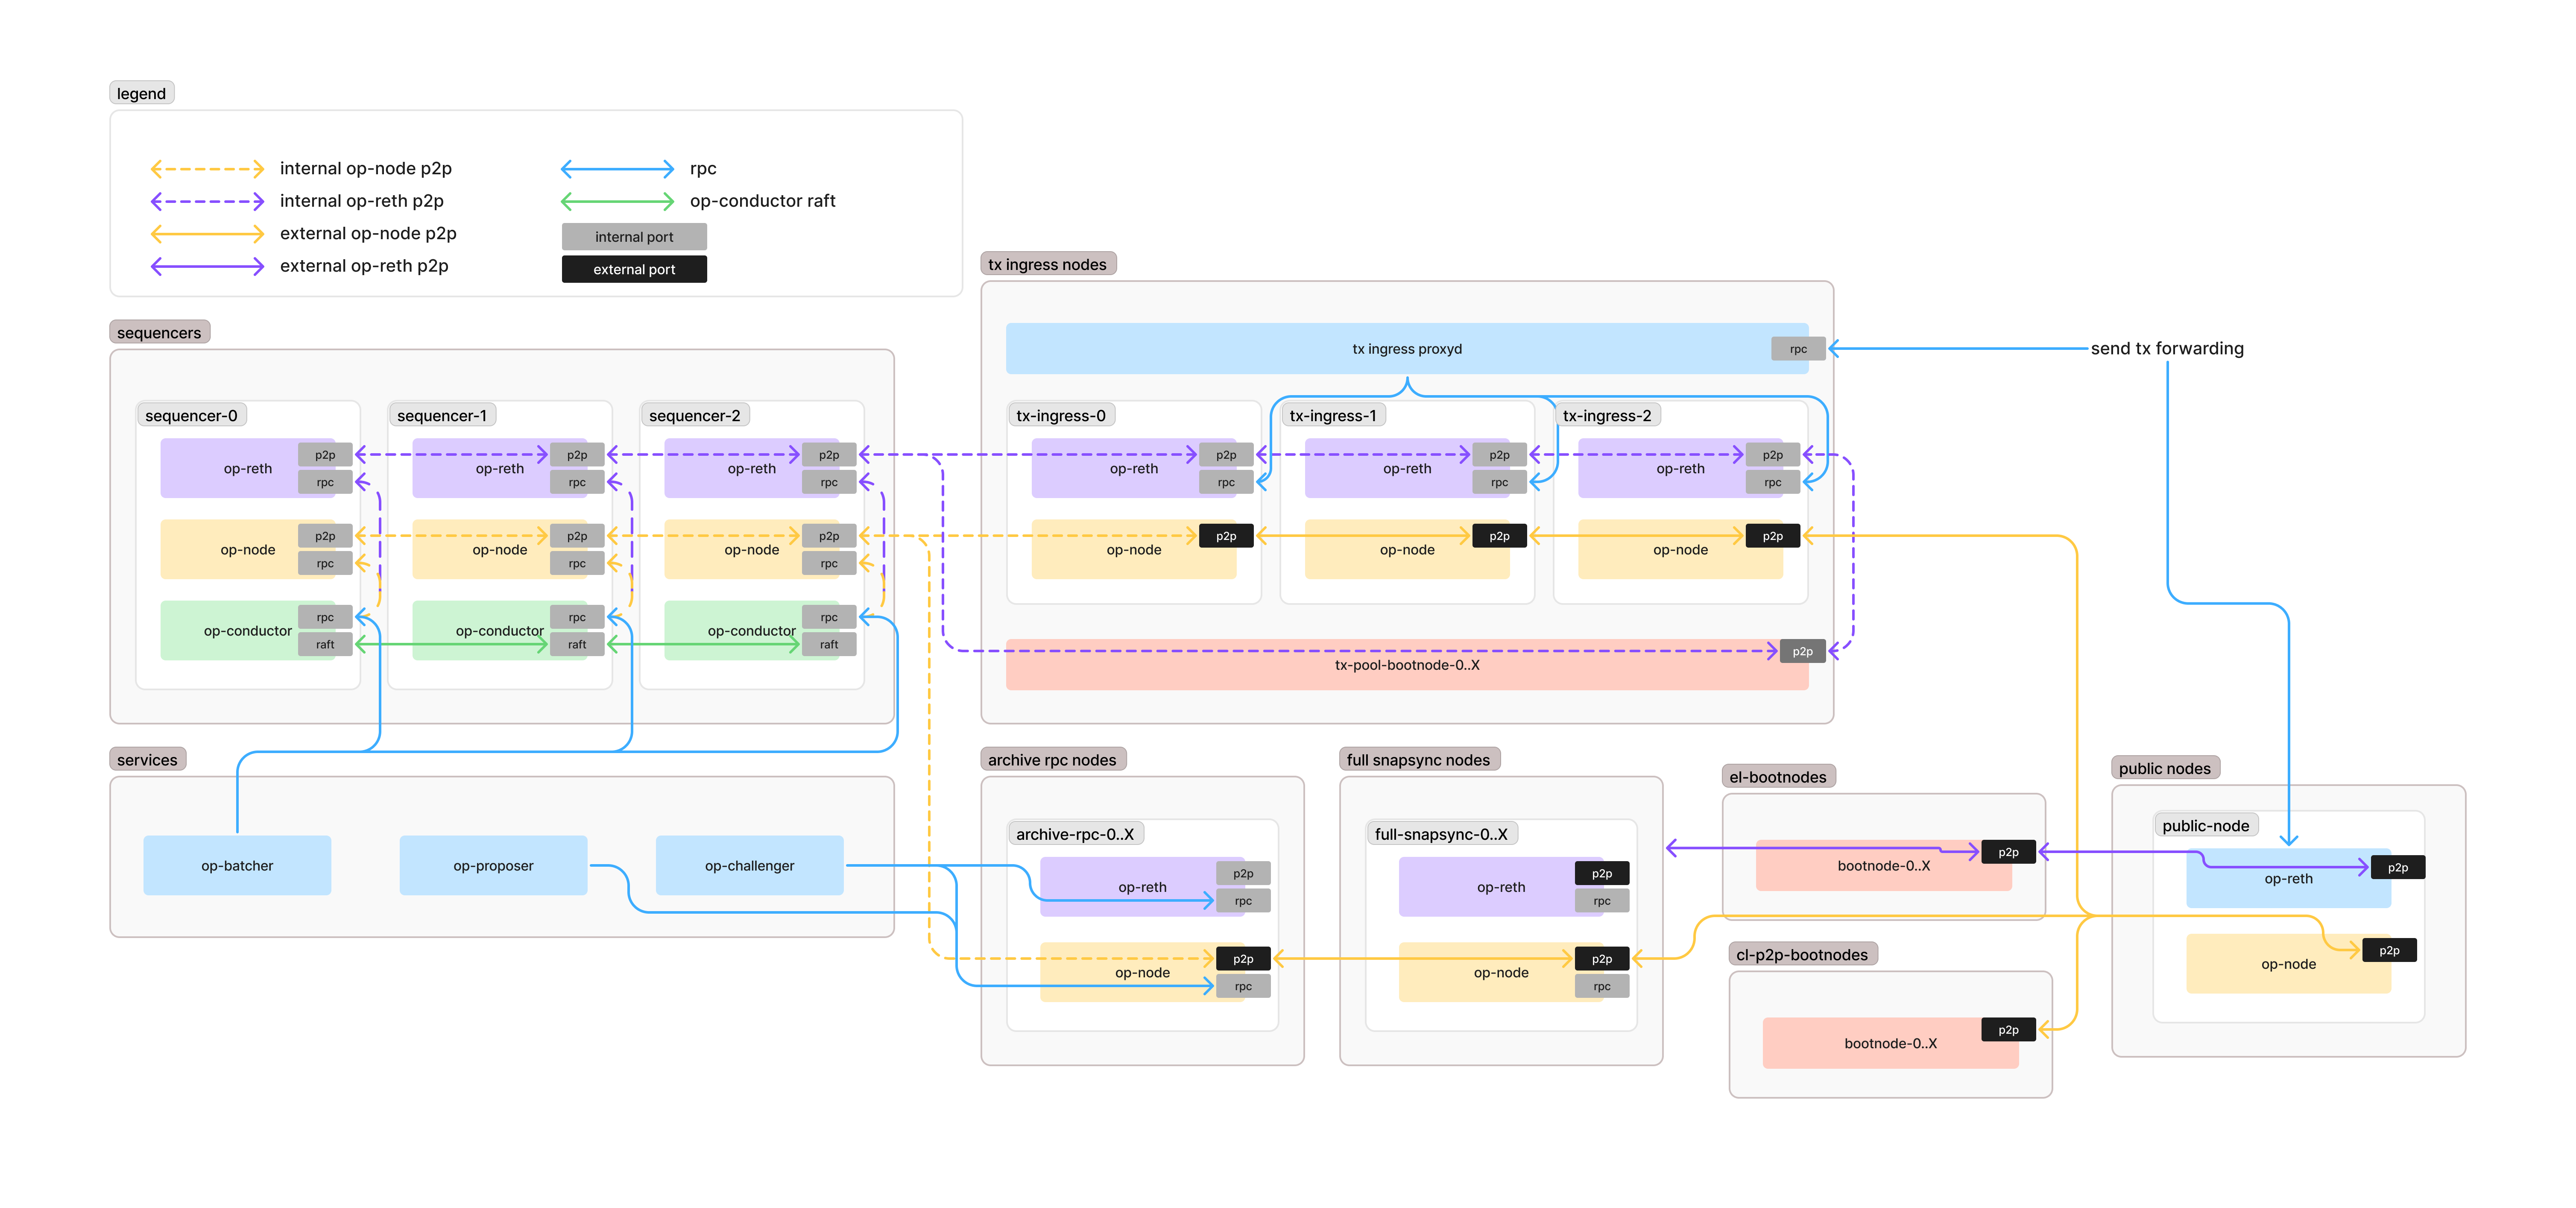 legend
internal op-node p2p
internal op-reth p2p
external op-node p2p
external op-reth p2p
rpc
op-conductor raft
internal port
external port
sequencers
sequencer-0
op-reth
p2p
rpc
op-node
p2p
rpc
op-conductor
rpc
raft
sequencer-1
op-reth
p2p
rpc
op-node
p2p
rpc
op-conductor
rpc
raft
sequencer-2
op-reth
p2p
rpc
op-node
p2p
rpc
op-conductor
rpc
raft
tx ingress nodes
tx ingress proxyd
rpc
send tx forwarding
tx-ingress-0
op-reth
p2p
rpc
op-node
p2p
tx-ingress-1
op-reth
p2p
rpc
op-node
p2p
tx-ingress-2
op-reth
p2p
rpc
op-node
p2p
tx-pool-bootnode-0..X
p2p
services
op-batcher
op-proposer
op-challenger
archive rpc nodes
archive-rpc-0..X
op-reth
p2p
rpc
op-node
p2p
rpc
full snapsync nodes
full-snapsync-0..X
op-reth
p2p
rpc
op-node
p2p
rpc
el-bootnodes
bootnode-0..X
p2p
cl-p2p-bootnodes
bootnode-0..X
p2p
public nodes
public-node
op-reth
p2p
op-node
p2p